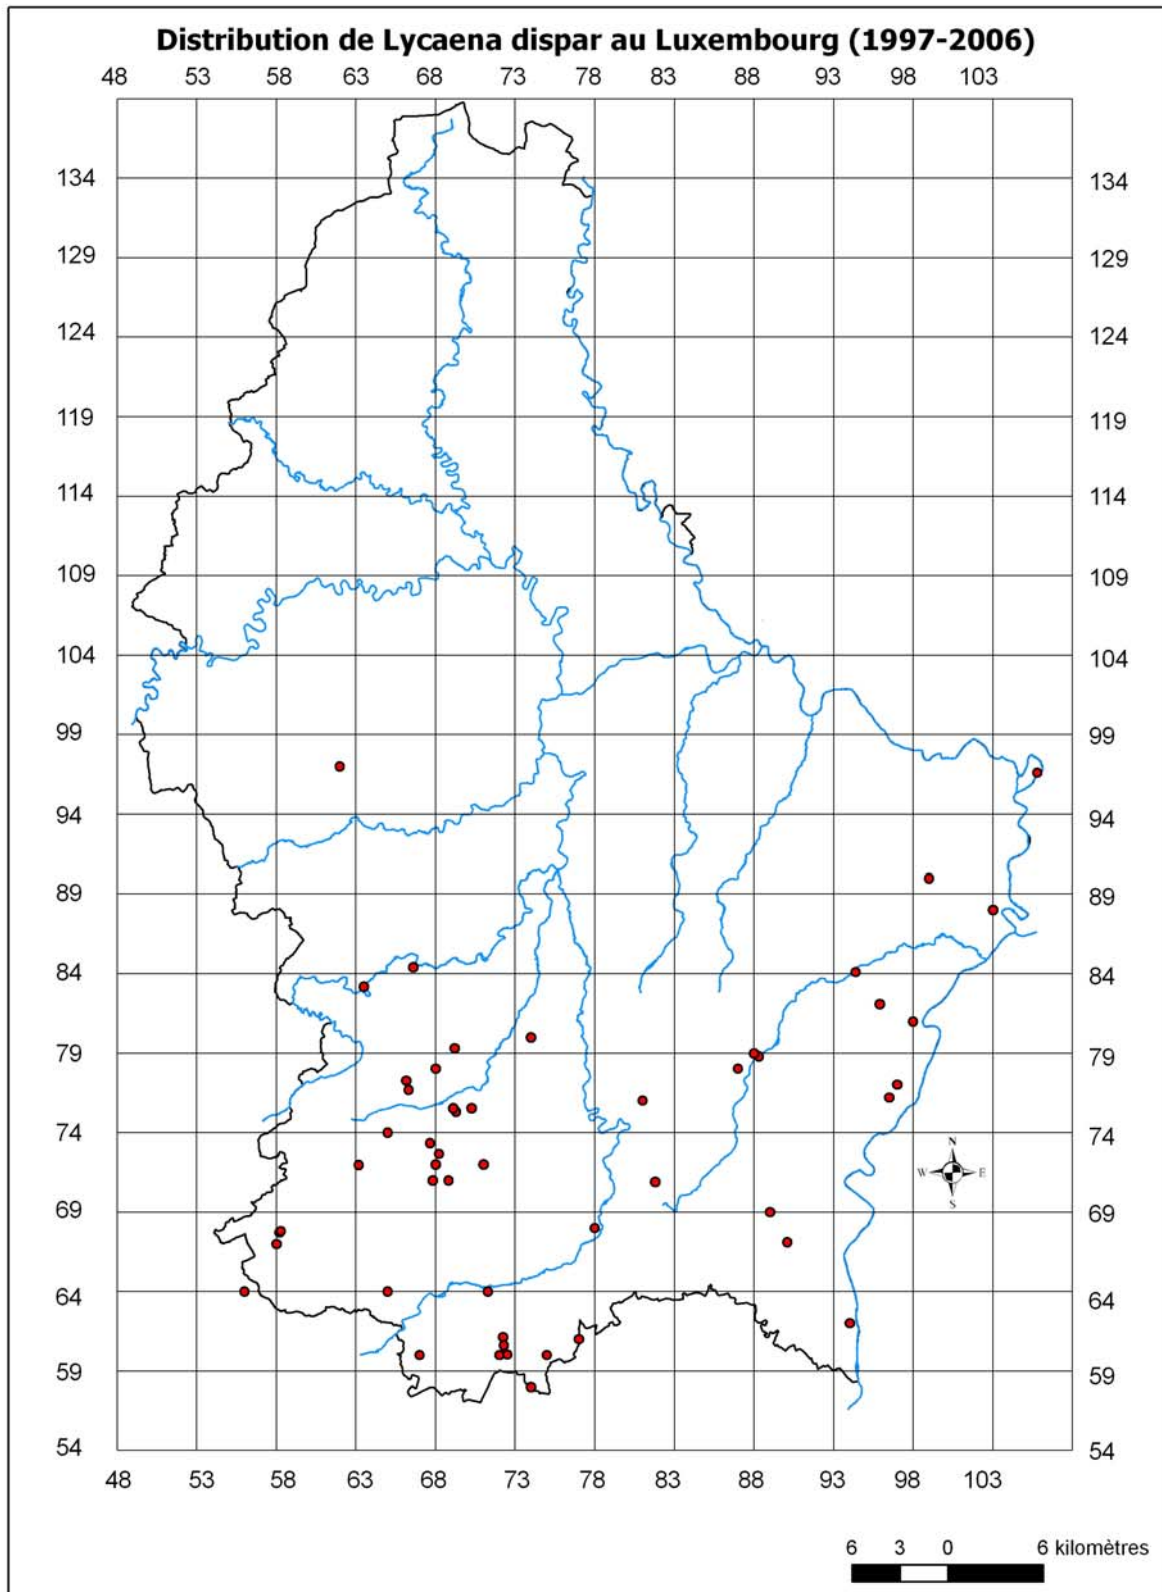 Distribution de Lycaena dispar au Luxembourg (1997-2006)
48 53 58 63 68 73 78 83 88 93 98 103
134 134
129 129
124 124
119 119
114 114
109 109
104 104
99 99
94 94
89 89
84 84
79 79
74 74
N
W E
S
69 69
64 64
59 59
54 54
48 53 58 63 68 73 78 83 88 93 98 103
6 3 0 6 kilomètres